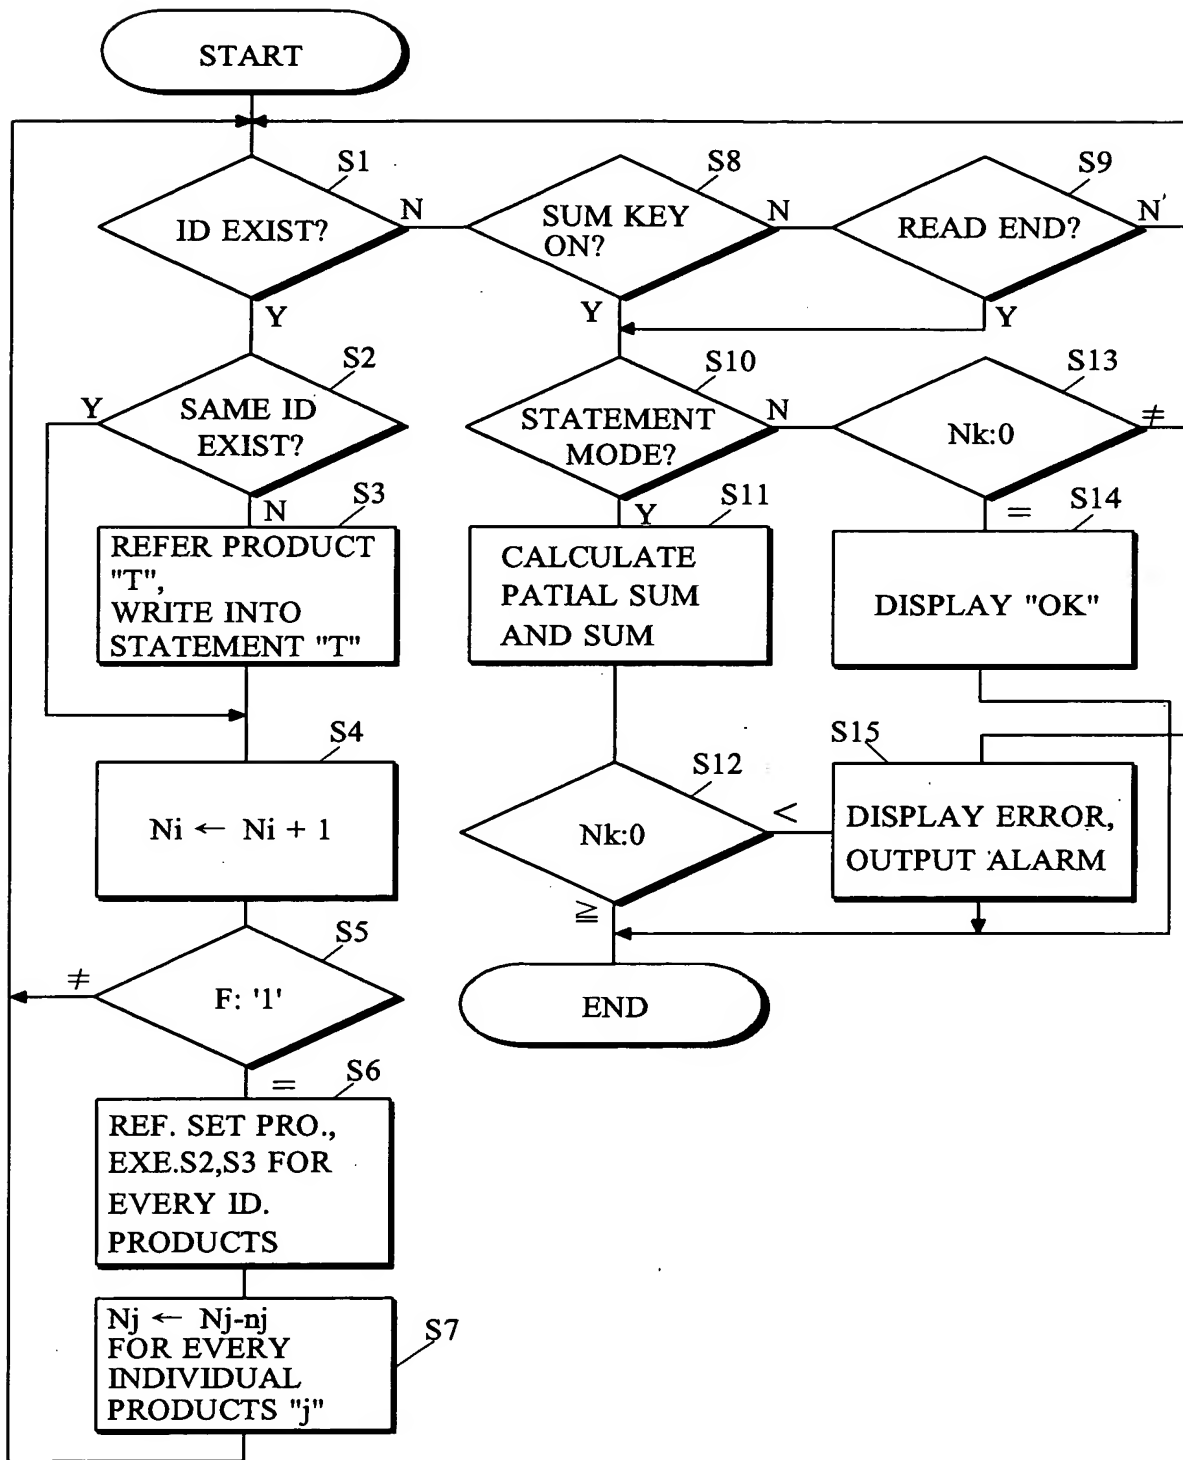 START
S1
ID EXIST?
N
Y
S8
SUM KEY
ON?
N
Y
S9
READ END?
N'
Y
S2
SAME ID
EXIST?
Y
N
S10
STATEMENT
MODE?
N
Y
S13
Nk:0
≠
=
S3
REFER PRODUCT
"T",
WRITE INTO
STATEMENT "T"
S11
CALCULATE
PATIAL SUM
AND SUM
S14
DISPLAY "OK"
S4
Ni ← Ni + 1
S12
Nk:0
<
≧
S15
DISPLAY ERROR,
OUTPUT ALARM
S5
F: '1'
≠
=
END
S6
REF. SET PRO.,
EXE.S2,S3 FOR
EVERY ID.
PRODUCTS
S7
Nj ← Nj-nj
FOR EVERY
INDIVIDUAL
PRODUCTS "j"